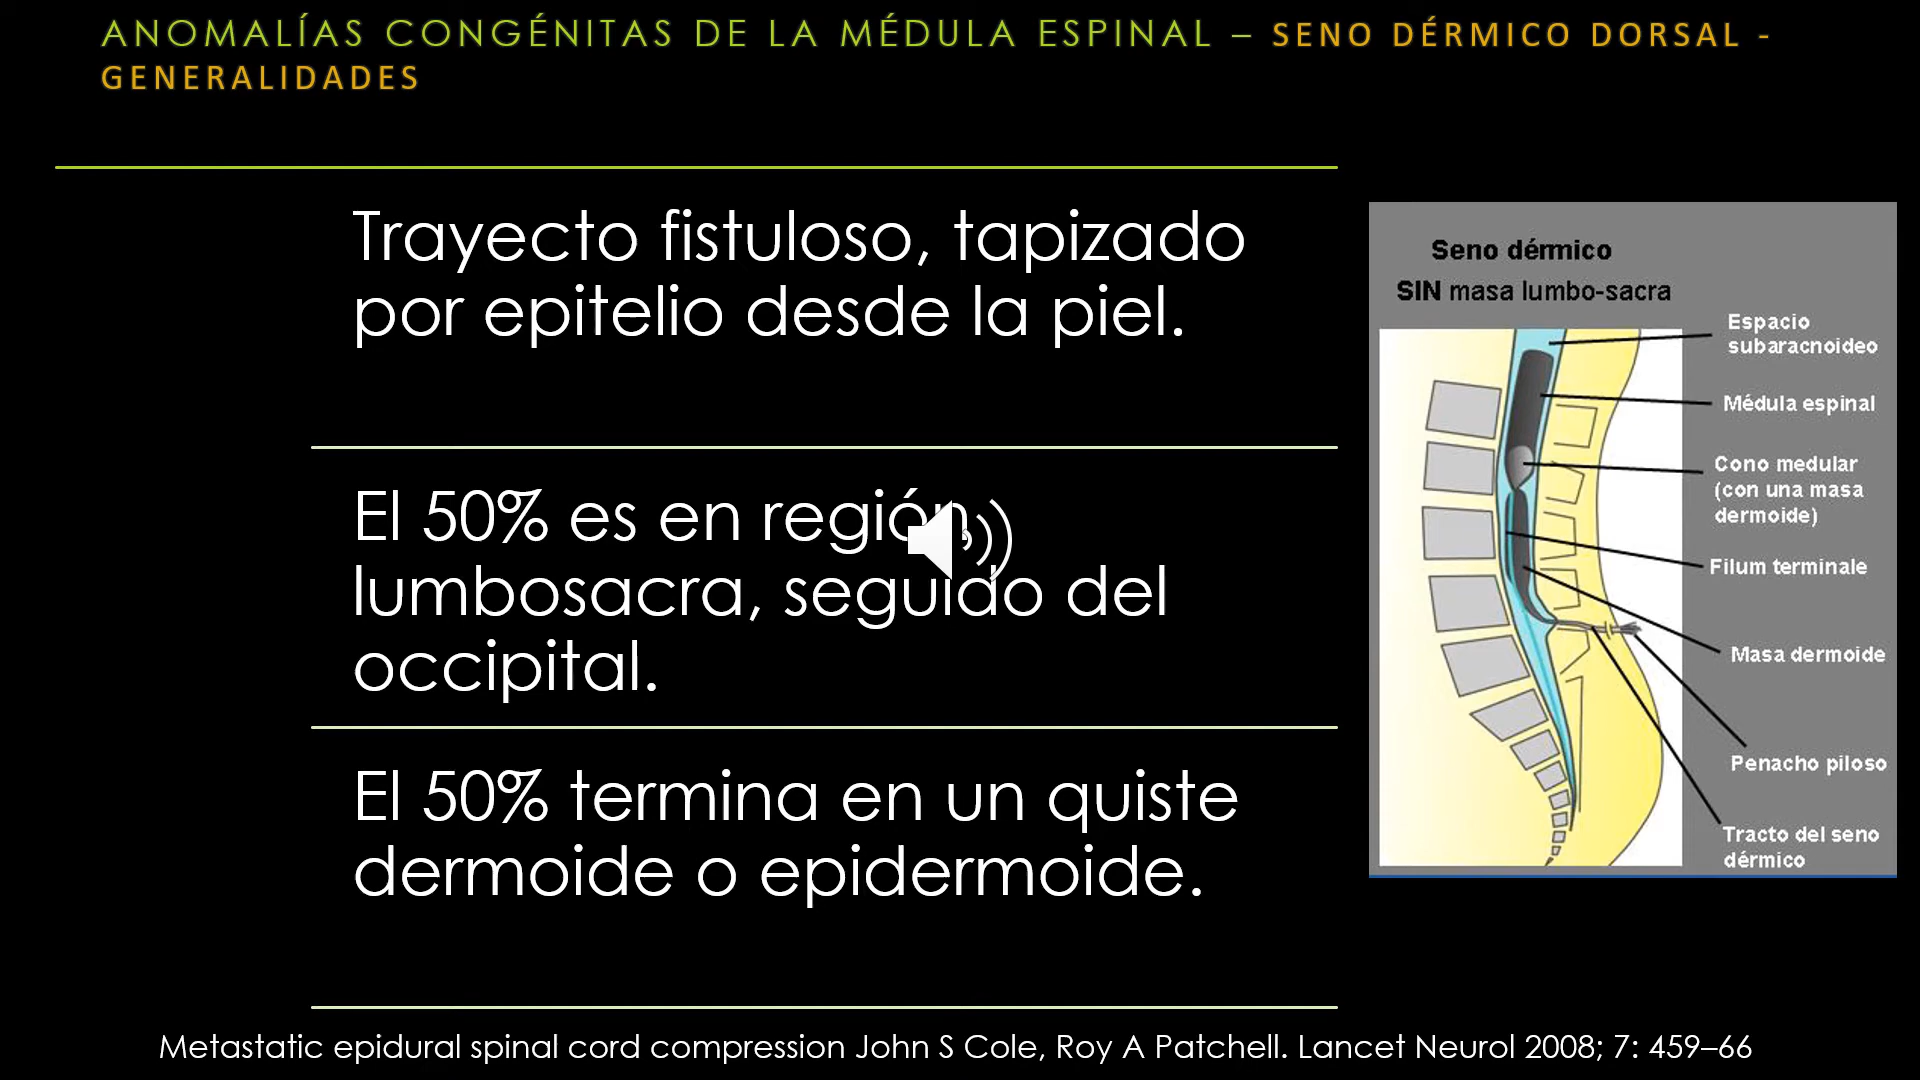 ANOMALÍAS CONGÉNITAS DE LA MÉDULA ESPINAL – SENO DÉRMICO DORSAL -
GENERALIDADES
Trayecto fistuloso, tapizado
por epitelio desde la piel.
El 50% es en región
lumbosacra, seguido del
occipital.
El 50% termina en un quiste
dermoide o epidermoide.
Seno dérmico
SIN masa lumbo-sacra
Espacio
subaracnoideo
Médula espinal
Cono medular
(con una masa
dermoide)
Filum terminale
Masa dermoide
Penacho piloso
Tracto del seno
dérmico
Metastatic epidural spinal cord compression John S Cole, Roy A Patchell. Lancet Neurol 2008; 7: 459–66